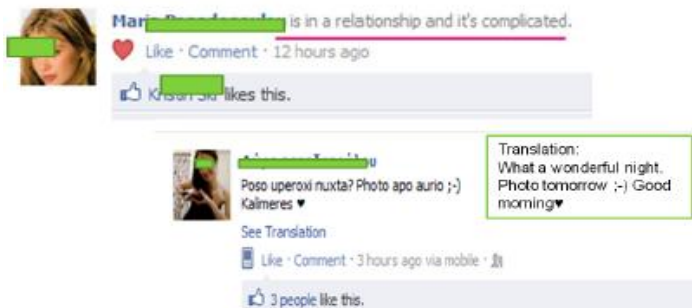 Maria is in a relationship and it's complicated.
Like · Comment · 12 hours ago
likes this.
Poso uperoxi nuxta? Photo apo aurio ;-)
Kalimeres ♥
See Translation
Like · Comment · 3 hours ago via mobile ·
3 people like this.
Translation:
What a wonderful night.
Photo tomorrow ;-) Good
morning♥